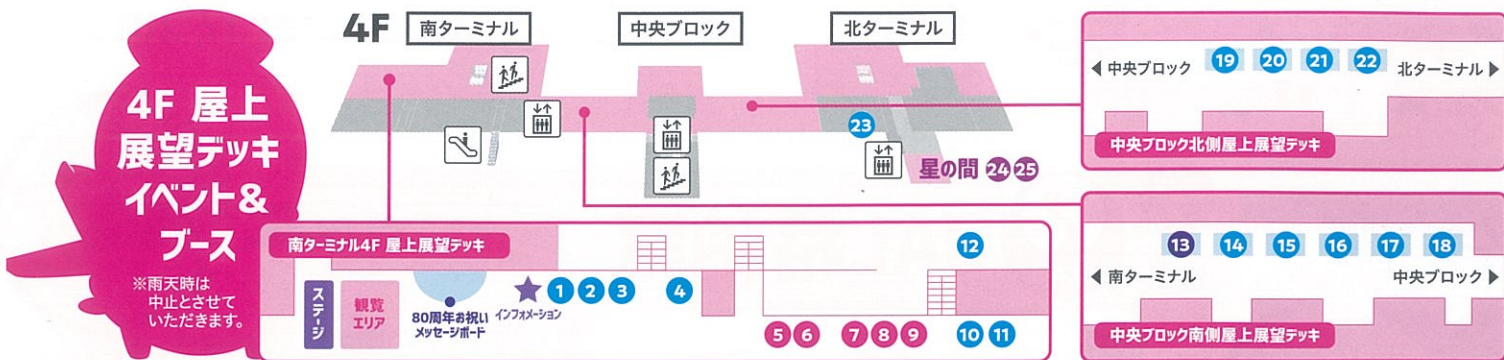 4F 屋上
展望デッキ
イベント&
ブース
※雨天時は
中止とさせて
いただきます。
4F
南ターミナル
中央ブロック
北ターミナル
23
星の間 24 25
◀ 中央ブロック
19 20 21 22
北ターミナル ▶
中央ブロック北側屋上展望デッキ
南ターミナル4F 屋上展望デッキ
ステージ
観覧
エリア
80周年お祝い
メッセージボード
インフォメーション
1 2 3 4
5 6 7 8 9
10 11
12
13 14 15 16 17 18
◀ 南ターミナル
中央ブロック ▶
中央ブロック南側屋上展望デッキ